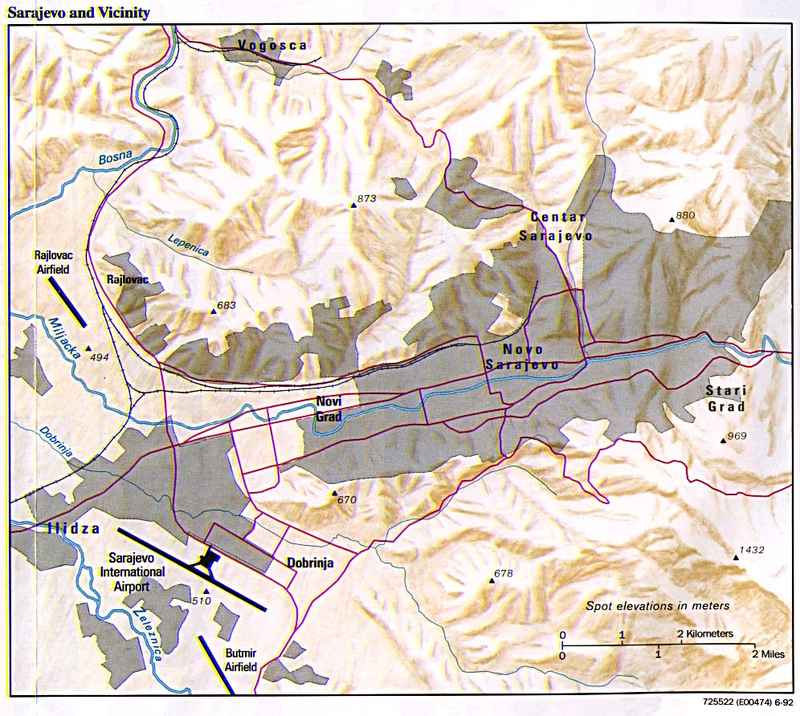 Sarajevo and Vicinity
Vogosca
Bosna
873
Centar
Sarajevo
880
Lepenica
Rajlovac
Airfield
Rajlovac
683
Miljacka
494
Novo
Sarajevo
Stari
Grad
Novi
Grad
Dobrinja
969
670
Ilidza
Sarajevo
International
Airport
Dobrinja
1432
678
510
Spot elevations in meters
Zeleznica
0 1 2 Kilometers
0 1 2 Miles
Butmir
Airfield
725522 (E00474) 6-92